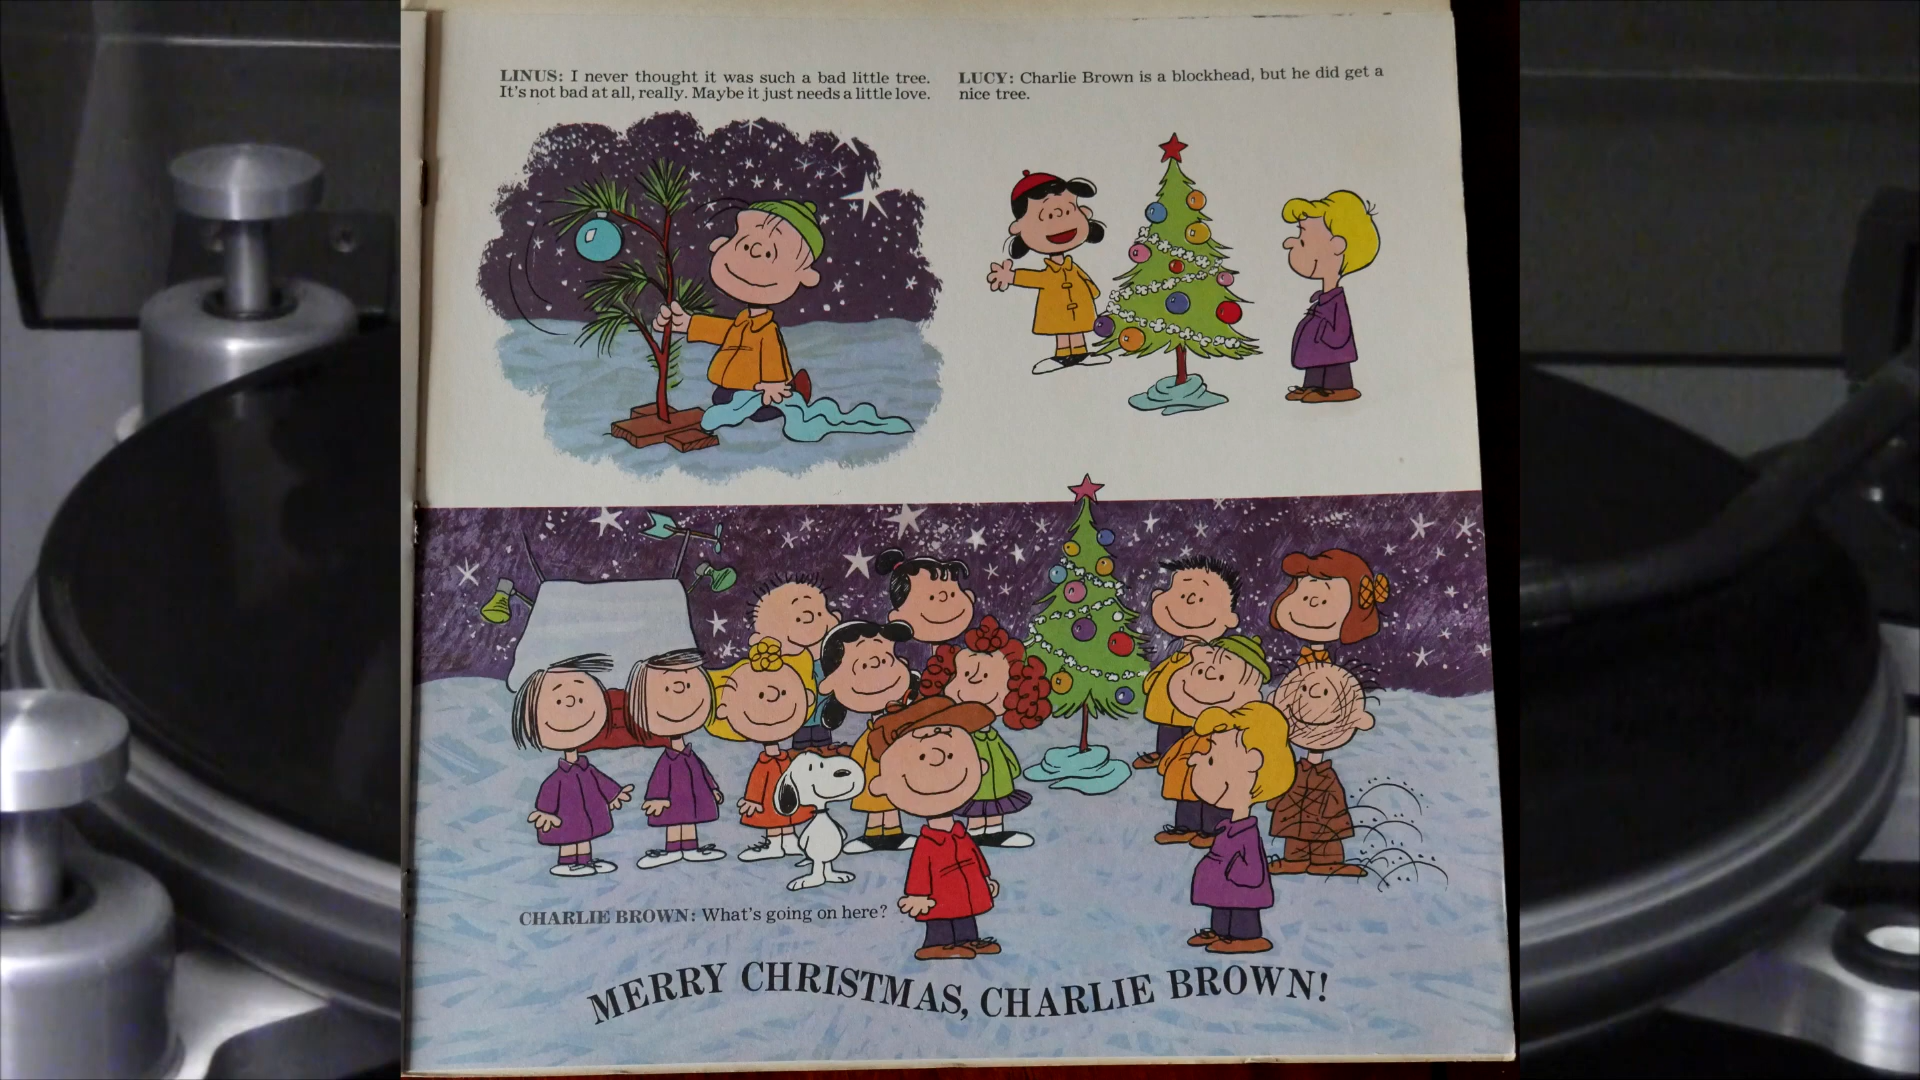 LINUS: I never thought it was such a bad little tree.
It's not bad at all, really. Maybe it just needs a little love.
LUCY: Charlie Brown is a blockhead, but he did get a
nice tree.
CHARLIE BROWN: What's going on here?
MERRY CHRISTMAS, CHARLIE BROWN!